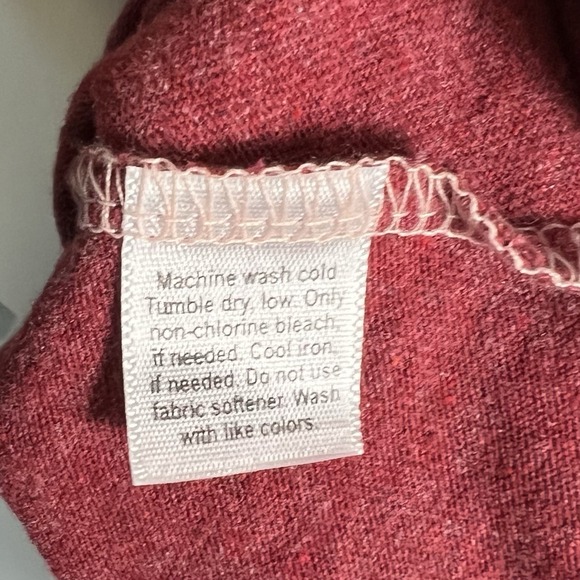 Machine wash cold
Tumble dry, low. Only
non-chlorine bleach,
if needed. Cool iron,
if needed. Do not use
fabric softener. Wash
with like colors.